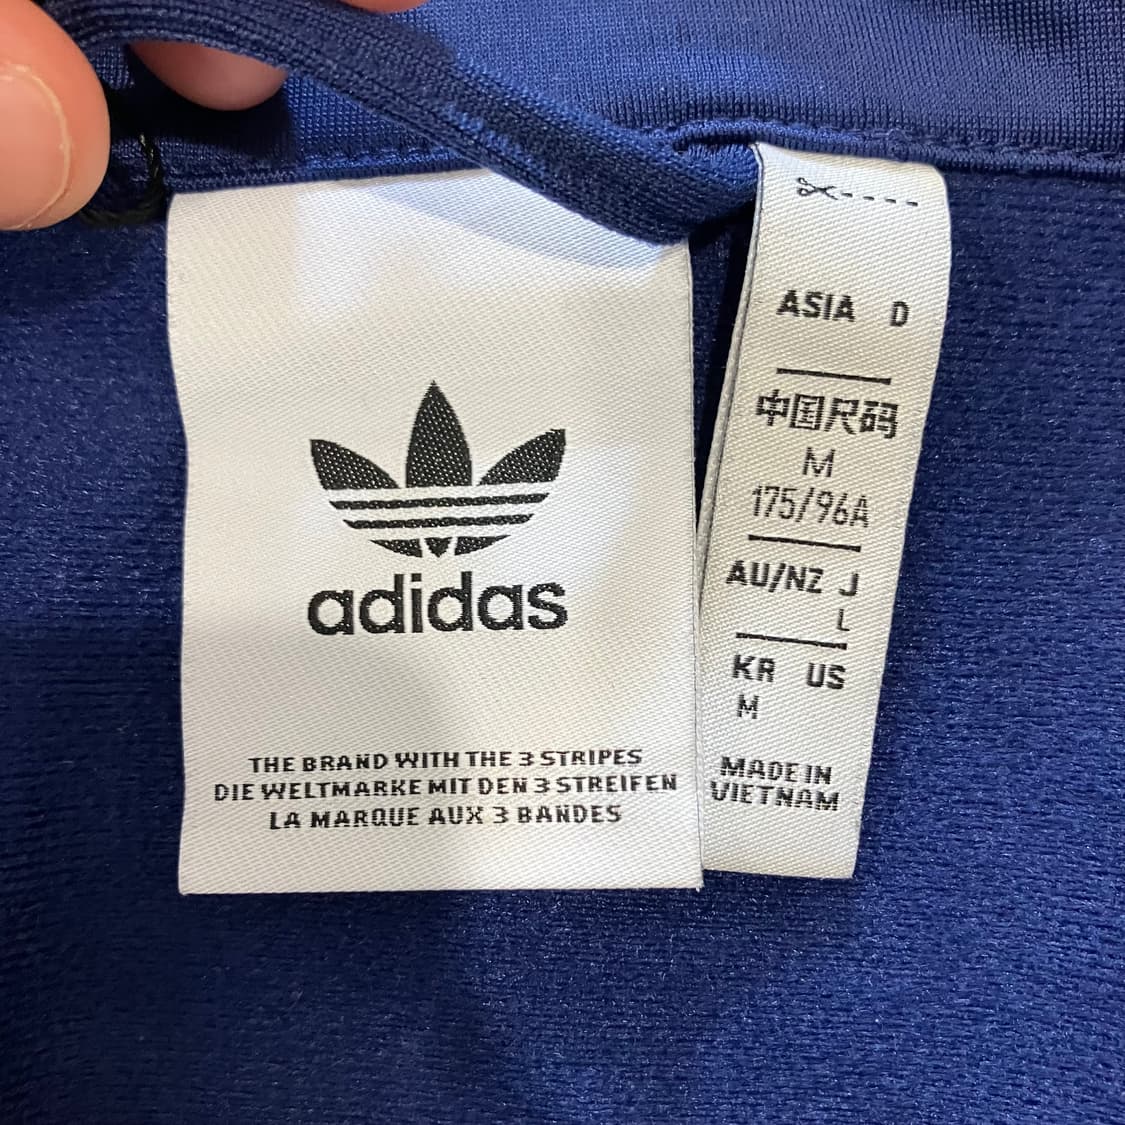 adidas
THE BRAND WITH THE 3 STRIPES
DIE WELTMARKE MIT DEN 3 STREIFEN
LA MARQUE AUX 3 BANDES
ASIA D
中国尺码
M
175/96A
AU/NZ J
L
KR US
M
MADE IN
VIETNAM